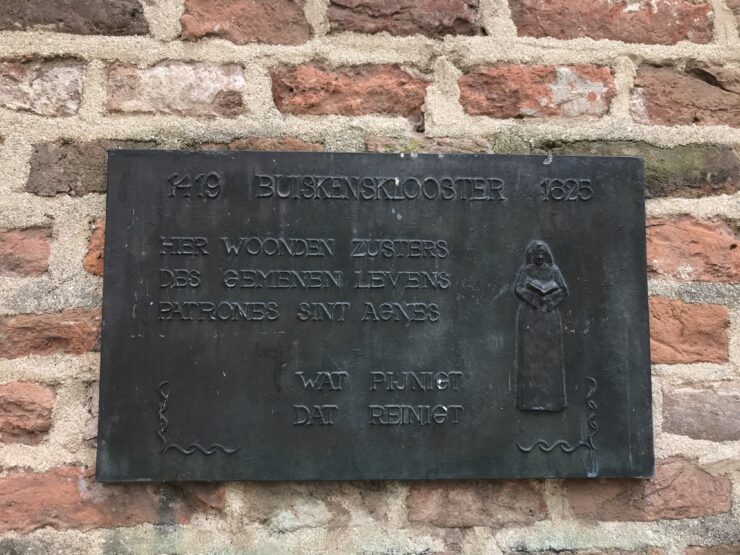 1419 BUISKENSKLOOSTER 1625
HIER WOONDEN ZUSTERS
DES GEMENEN LEVENS
PATRONES SINT AGNES
WAT PIJNIGT
DAT REINIGT